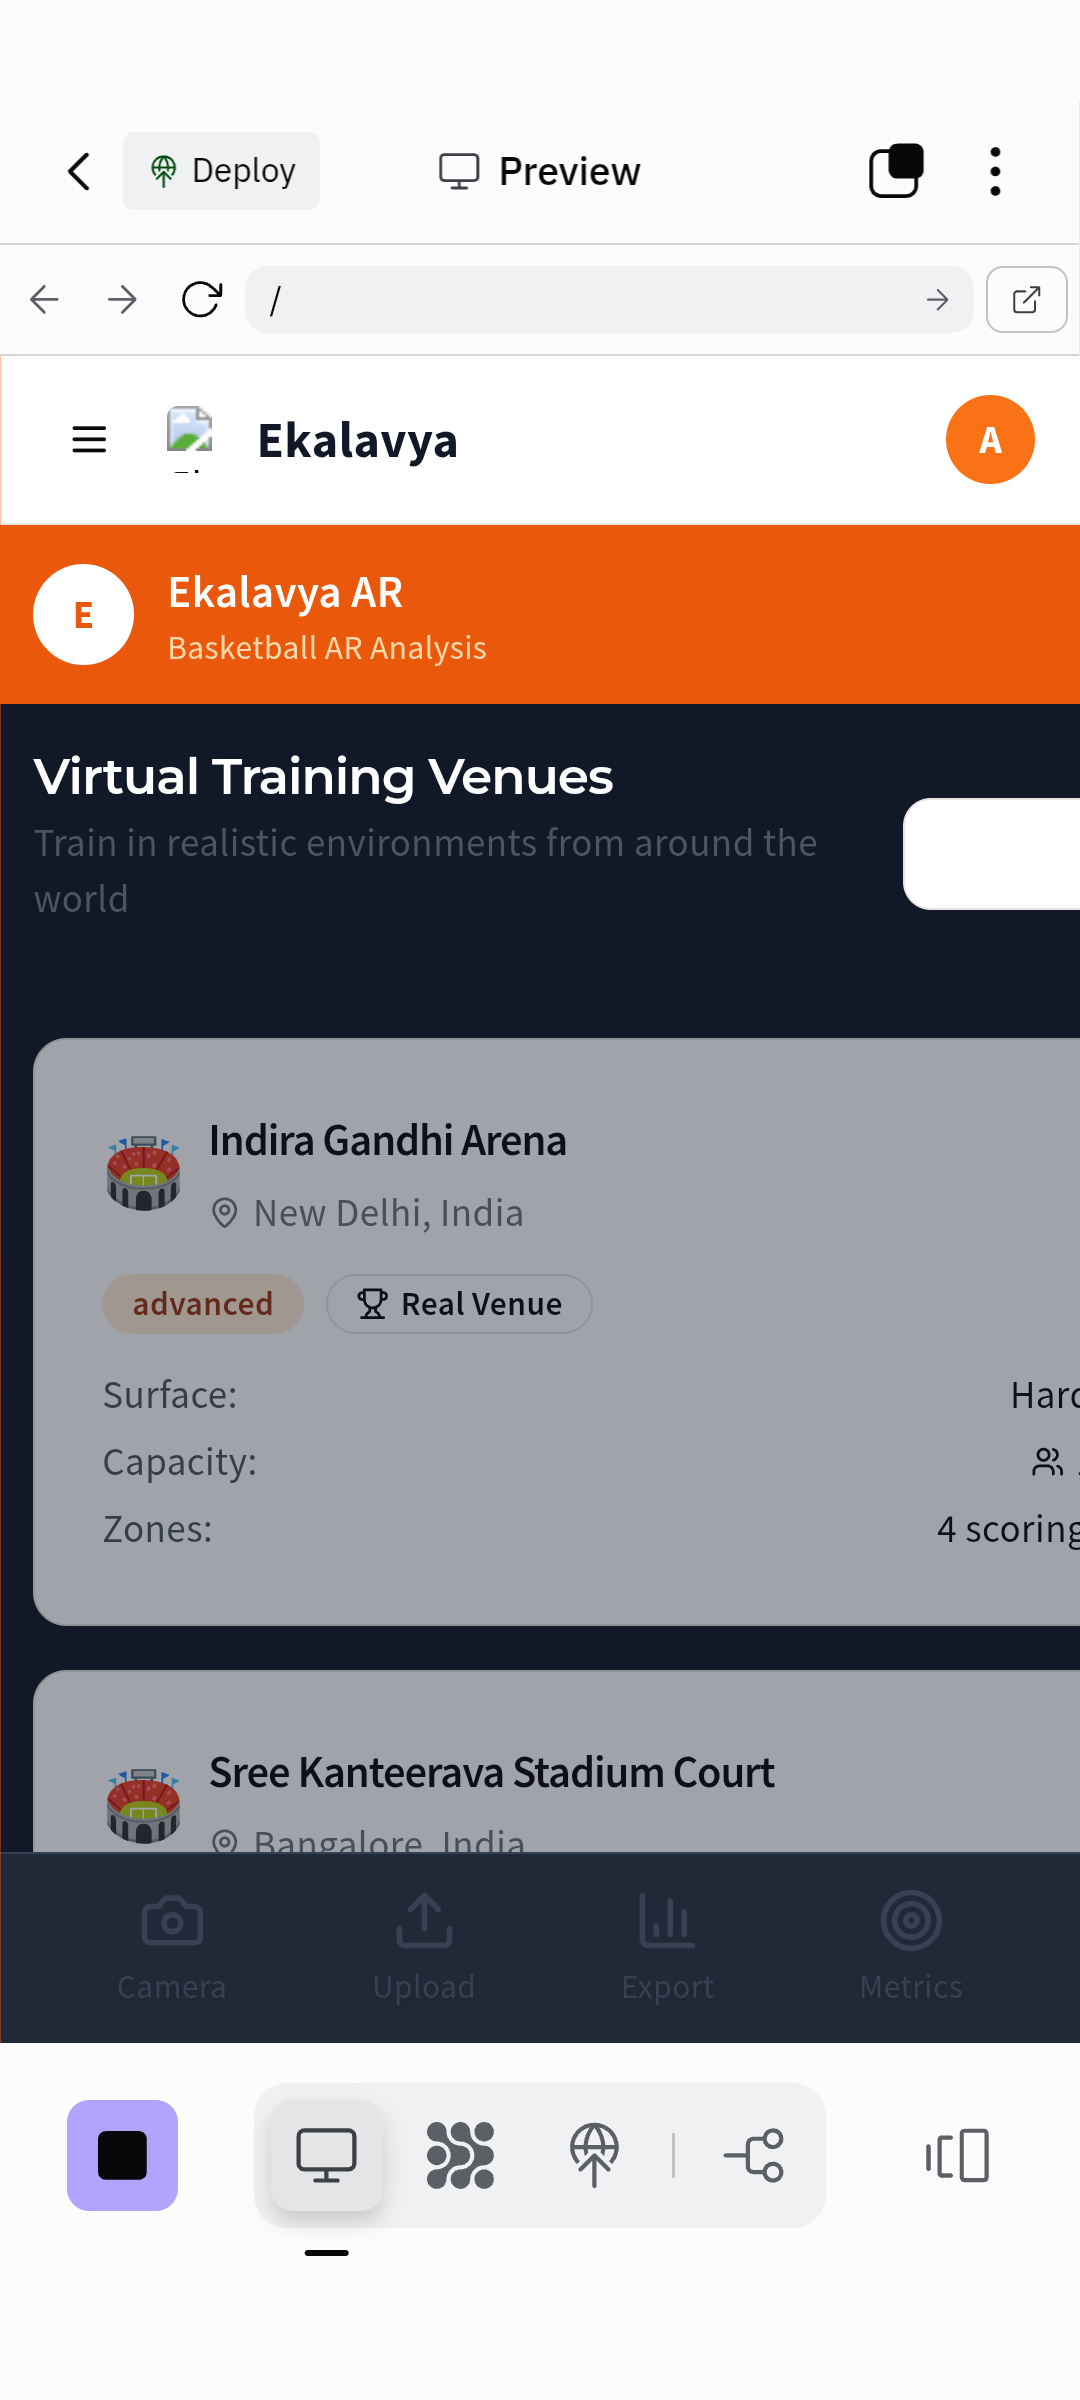 Deploy
Preview
/
Ekalavya
A
E
Ekalavya AR
Basketball AR Analysis
Virtual Training Venues
Train in realistic environments from around the
world
Indira Gandhi Arena
New Delhi, India
advanced
Real Venue
Surface:
Capacity:
Zones:
4 scoring
Sree Kanteerava Stadium Court
Bangalore, India
Camera
Upload
Export
Metrics